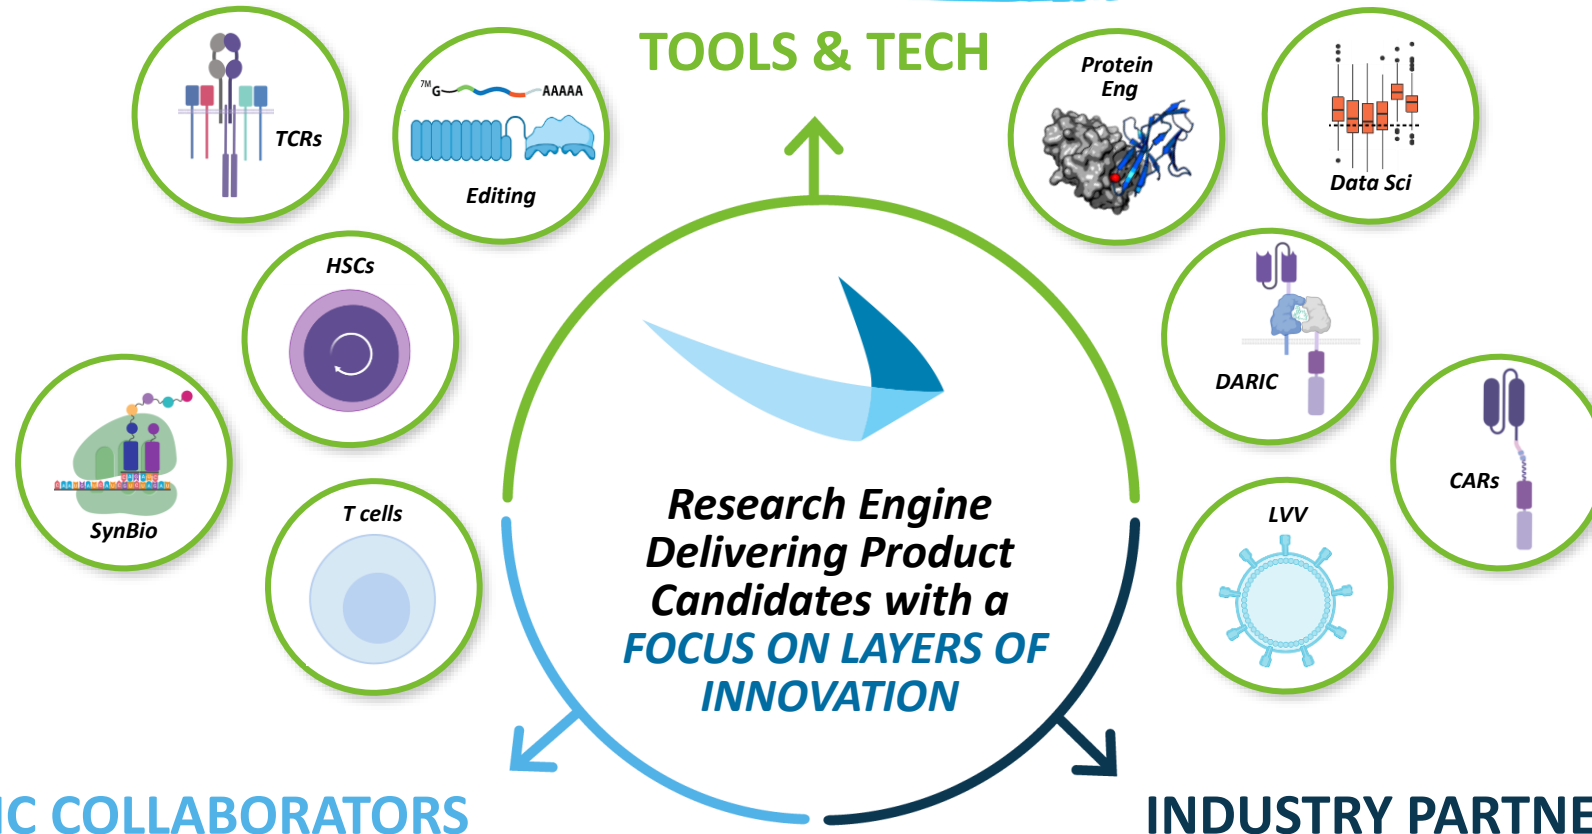 TOOLS & TECH
TCRs
7M
G
AAAAA
Editing
Protein
Eng
Data Sci
HSCs
DARIC
SynBio
CARs
T cells
LVV
Research Engine
Delivering Product
Candidates with a
FOCUS ON LAYERS OF
INNOVATION
IC COLLABORATORS
INDUSTRY PARTNE